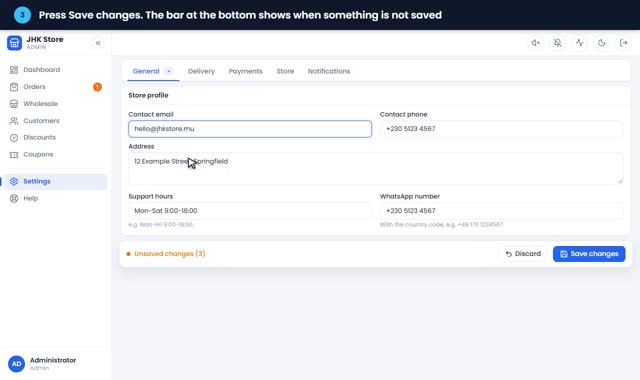 3 Press Save changes. The bar at the bottom shows when something is not saved
JHK Store
ADMIN
Dashboard
Orders 1
Wholesale
Customers
Discounts
Coupons
Settings
Help
AD Administrator
Admin
General Delivery Payments Store Notifications
Store profile
Contact email Contact phone
hello@jhkstore.mu +230 5123 4567
Address
12 Example Street, Springfield
Support hours WhatsApp number
Mon-Sat 9:00-18:00 +230 5123 4567
e.g. Mon-Fri 9:00-18:00. With the country code, e.g. +49 170 1234567.
Unsaved changes (3) Discard Save changes